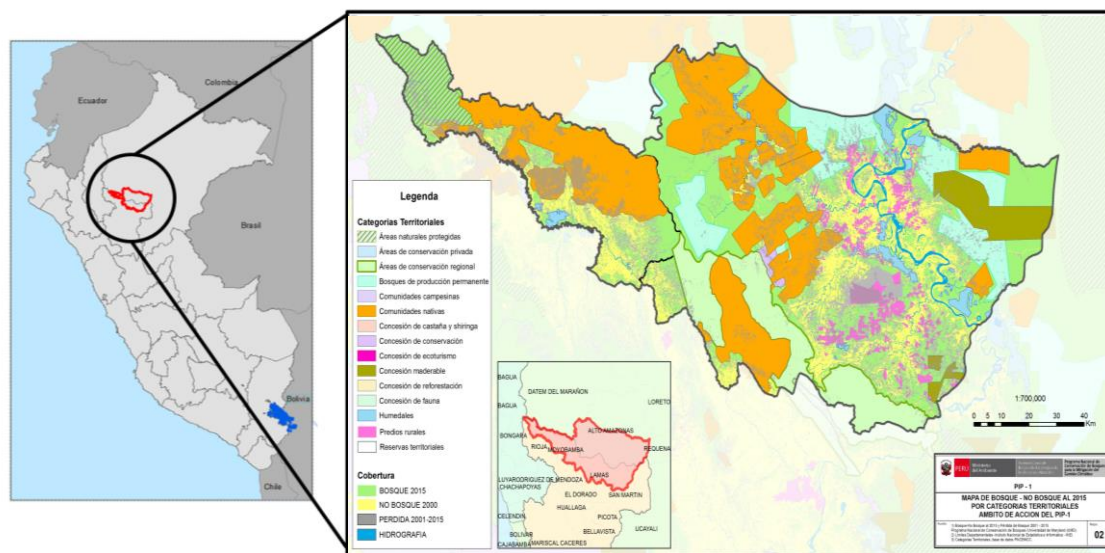 Colombia
Ecuador
Brasil
Bolivia
Chile
Legenda
Categorias Territoriales
Áreas naturales protegidas
Áreas de conservación privada
Áreas de conservación regional
Bosques de producción permanente
Comunidades campesinas
Comunidades nativas
Concesión de castaña y shiringa
Concesión de conservación
Concesión de ecoturismo
Concesión maderable
Concesión de reforestación
Concesión de fauna
Humedales
Predios rurales
Reservas territoriales
Cobertura
BOSQUE 2015
NO BOSQUE 2000
PERDIDA 2001-2015
HIDROGRAFIA
BAGUA
DATEM DEL MARAÑON
LORETO
BAGUA
ALTO AMAZONAS
BONGARA
REQUENA
RIOJA
MOYOBAMBA
LAMAS
LUYA
RODRIGUEZ DE MENDOZA
CHACHAPOYAS
EL DORADO
SAN MARTIN
HUALLAGA
CELENDIN
PICOTA
BOLIVAR
BELLAVISTA
UCAYALI
CAJABAMBA
MARISCAL CACERES
1:700,000
10 5 0 10 20 30 40
Km
PERÚ
PIP - 1
MAPA DE BOSQUE - NO BOSQUE AL 2015
POR CATEGORIAS TERRITORIALES
AMBITO DE ACCION DEL PIP-1
02